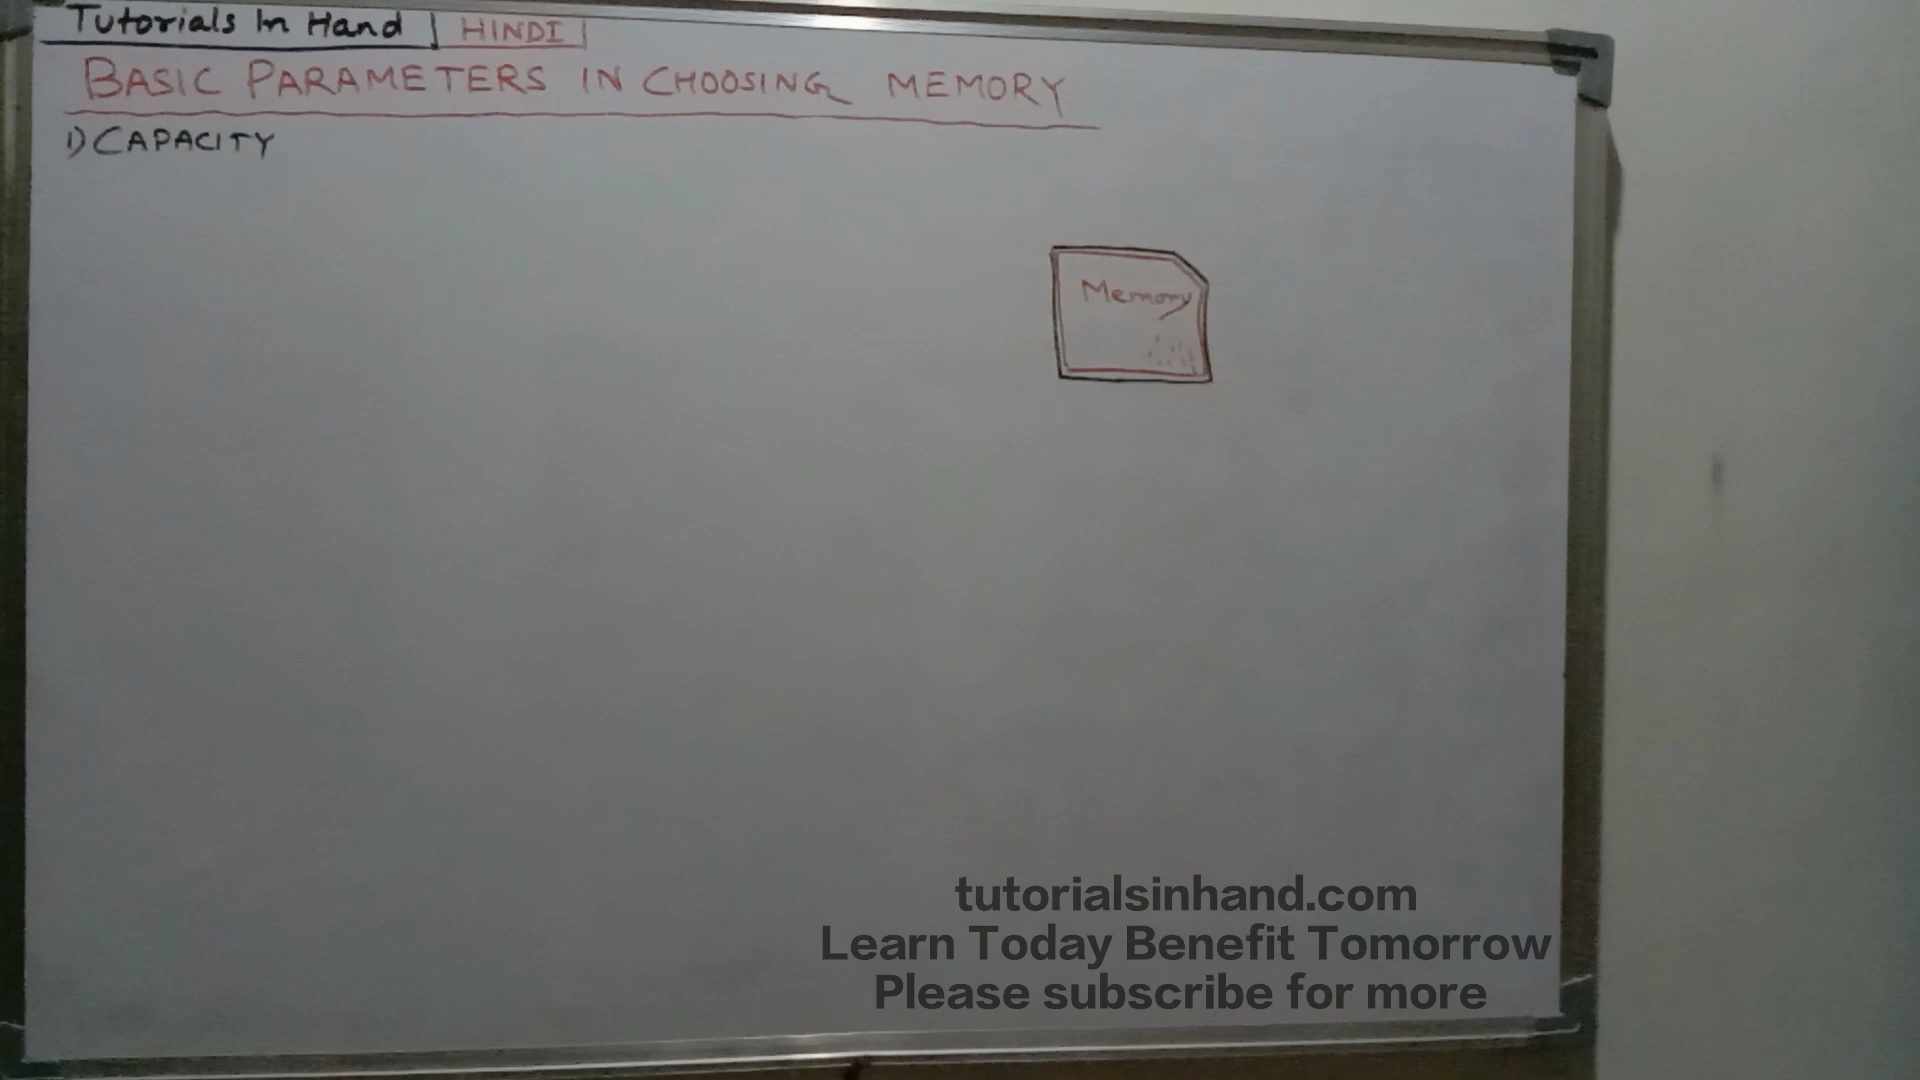 Tutorials In Hand | HINDI |
BASIC PARAMETERS IN CHOOSING MEMORY
1) CAPACITY
Memory
tutorialsinhand.com
Learn Today Benefit Tomorrow
Please subscribe for more